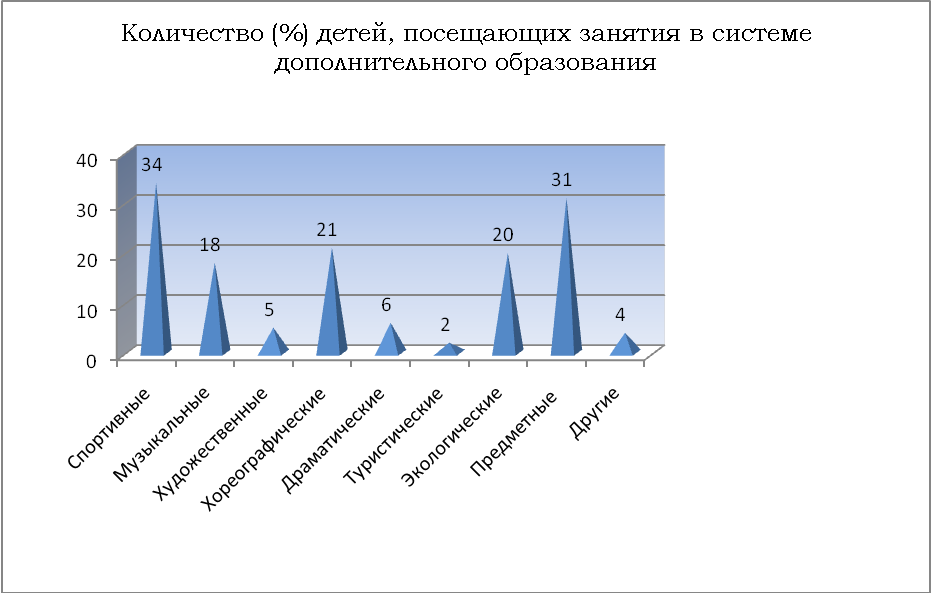 Количество (%) детей, посещающих занятия в системе
дополнительного образования
40
30
20
10
0
34
18
5
21
6
2
20
31
4
Спортивные
Музыкальные
Художественные
Хореографические
Драматические
Туристические
Экологические
Предметные
Другие